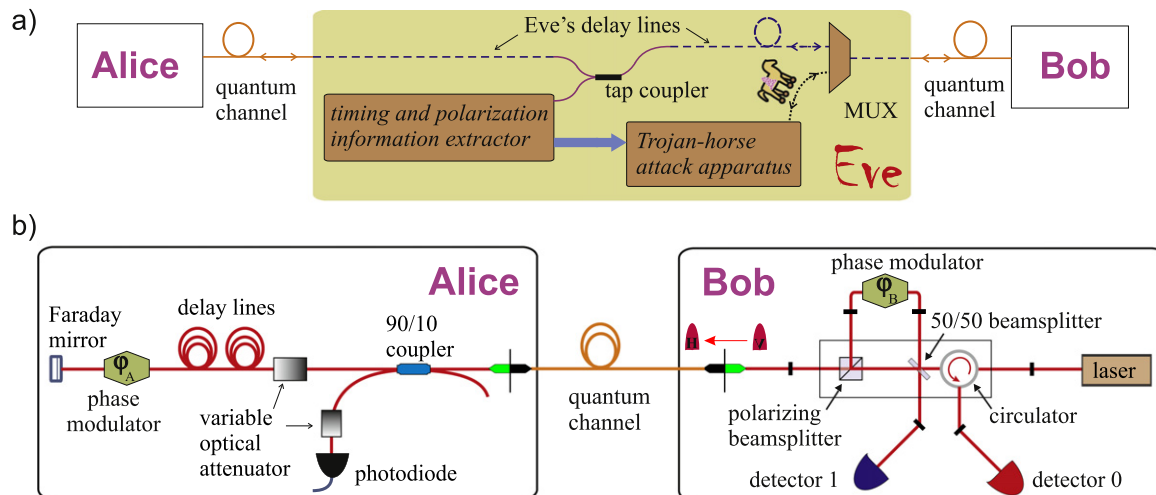 a)
Alice
quantum
channel
Eve's delay lines
tap coupler
timing and polarization
information extractor
Trojan-horse
attack apparatus
MUX
Eve
quantum
channel
Bob
b)
Alice
Faraday
mirror
φA
phase
modulator
delay lines
variable
optical
attenuator
90/10
coupler
photodiode
quantum
channel
Bob
H
V
phase modulator
φB
50/50 beamsplitter
polarizing
beamsplitter
circulator
laser
detector 1
detector 0